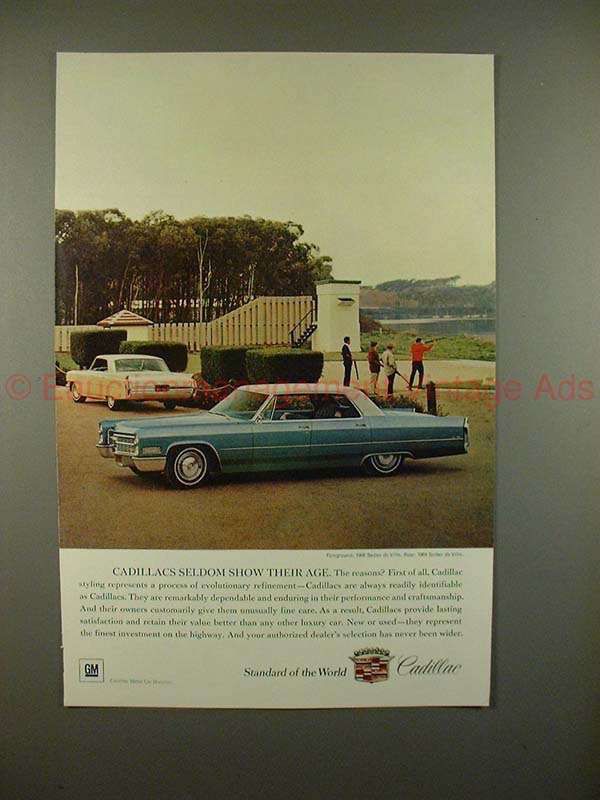 © Encore Editions Vintage Ads
Foreground: 1966 Sedan de Ville. Rear: 1964 Sedan de Ville.
CADILLACS SELDOM SHOW THEIR AGE. The reasons? First of all, Cadillac
styling represents a process of evolutionary refinement—Cadillacs are always readily identifiable
as Cadillacs. They are remarkably dependable and enduring in their performance and craftsmanship.
And their owners customarily give them unusually fine care. As a result, Cadillacs provide lasting
satisfaction and retain their value better than any other luxury car. New or used—they represent
the finest investment on the highway. And your authorized dealer's selection has never been wider.
GM
Cadillac Motor Car Division
Standard of the World Cadillac